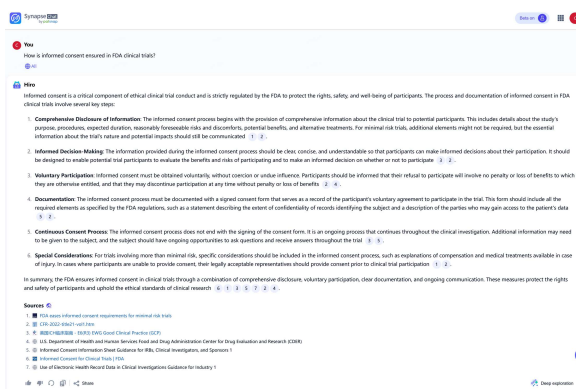 Synapse Chat
Beta on
You
How is informed consent ensured in FDA clinical trials?
All
Hiro
Informed consent is a critical component of ethical clinical trial conduct and is strictly regulated by the FDA to protect the rights, safety, and well-being of participants. The process and documentation of informed consent in FDA
clinical trials involve several key steps:
1. Comprehensive Disclosure of Information: The informed consent process begins with the provision of comprehensive information about the clinical trial to potential participants. This includes details about the study's
purpose, procedures, expected duration, reasonably foreseeable risks and discomforts, potential benefits, and alternative treatments. For minimal risk trials, additional elements might not be required, but the essential
information about the trial's nature and potential impacts should still be communicated 1 2 .
2. Informed Decision-Making: The information provided during the informed consent process should be clear, concise, and understandable so that participants can make informed decisions about their participation. It should
be designed to enable potential trial participants to evaluate the benefits and risks of participating and to make an informed decision on whether or not to participate 3 2 .
3. Voluntary Participation: Informed consent must be obtained voluntarily, without coercion or undue influence. Participants should be informed that their refusal to participate will involve no penalty or loss of benefits to which
they are otherwise entitled, and that they may discontinue participation at any time without penalty or loss of benefits 2 4 .
4. Documentation: The informed consent process must be documented with a signed consent form that serves as a record of the participant's voluntary agreement to participate in the trial. This form should include all the
required elements as specified by the FDA regulations, such as a statement describing the extent of confidentiality of records identifying the subject and a description of the parties who may gain access to the patient's data
5 2 .
5. Continuous Consent Process: The informed consent process does not end with the signing of the consent form. It is an ongoing process that continues throughout the clinical investigation. Additional information may need
to be given to the subject, and the subject should have ongoing opportunities to ask questions and receive answers throughout the trial 3 5 .
6. Special Considerations: For trials involving more than minimal risk, specific considerations should be included in the informed consent process, such as explanations of compensation and medical treatments available in case
of injury. In cases where participants are unable to provide consent, their legally acceptable representatives should provide consent prior to clinical trial participation 1 2 .
In summary, the FDA ensures informed consent in clinical trials through a combination of comprehensive disclosure, voluntary participation, clear documentation, and ongoing communication. These measures protect the rights
and safety of participants and uphold the ethical standards of clinical research 6 1 3 5 7 2 4 .
Sources
1. FDA eases informed consent requirements for minimal risk trials
2. CFR-2022-title21-vol1.htm
3. Good Clinical Practice (GCP)
4. U.S. Department of Health and Human Services Food and Drug Administration Center for Drug Evaluation and Research (CDER)
5. Informed Consent Information Sheet Guidance for IRBs, Clinical Investigators, and Sponsors 1
6. Informed Consent for Clinical Trials | FDA
7. Use of Electronic Health Record Data in Clinical Investigations Guidance for Industry 1
Share
Deep exploration